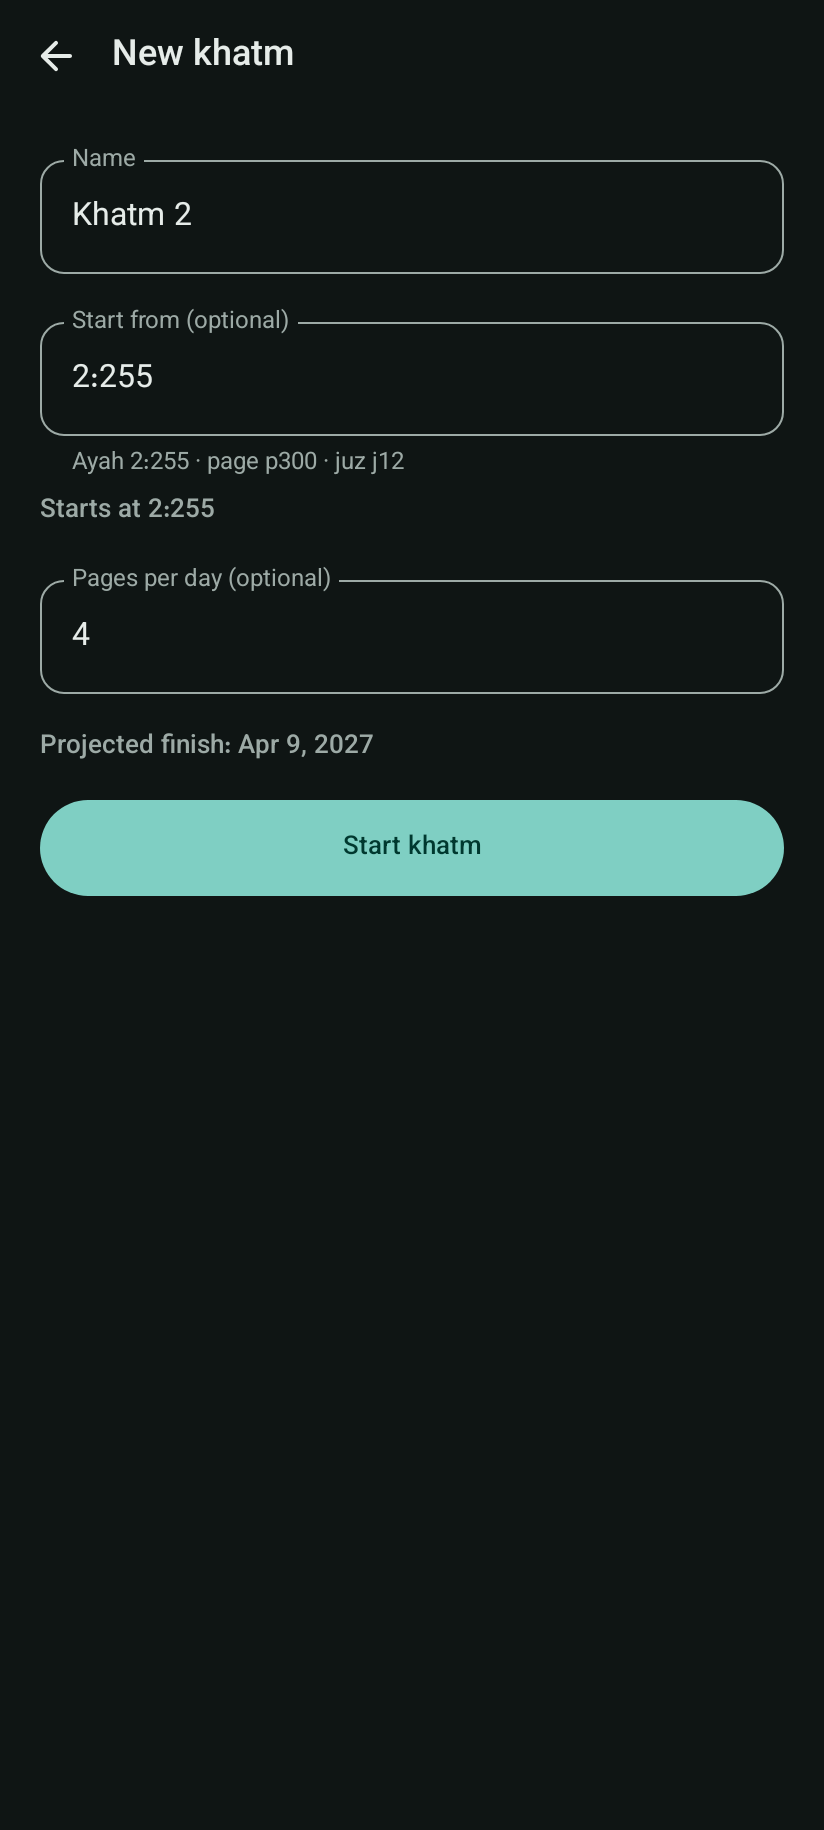 New khatm
Name
Khatm 2
Start from (optional)
2:255
Ayah 2:255 · page p300 · juz j12
Starts at 2:255
Pages per day (optional)
4
Projected finish: Apr 9, 2027
Start khatm